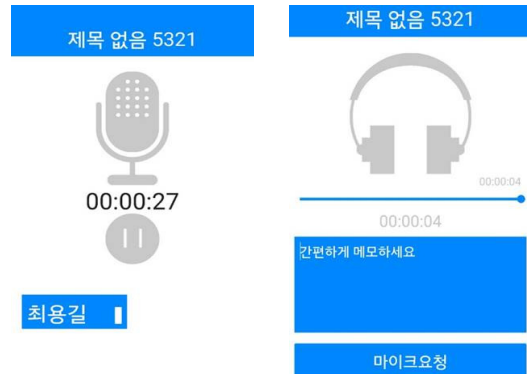 제목 없음 5321
00:00:27
최용길
제목 없음 5321
00:00:04
00:00:04
간편하게 메모하세요
마이크요청